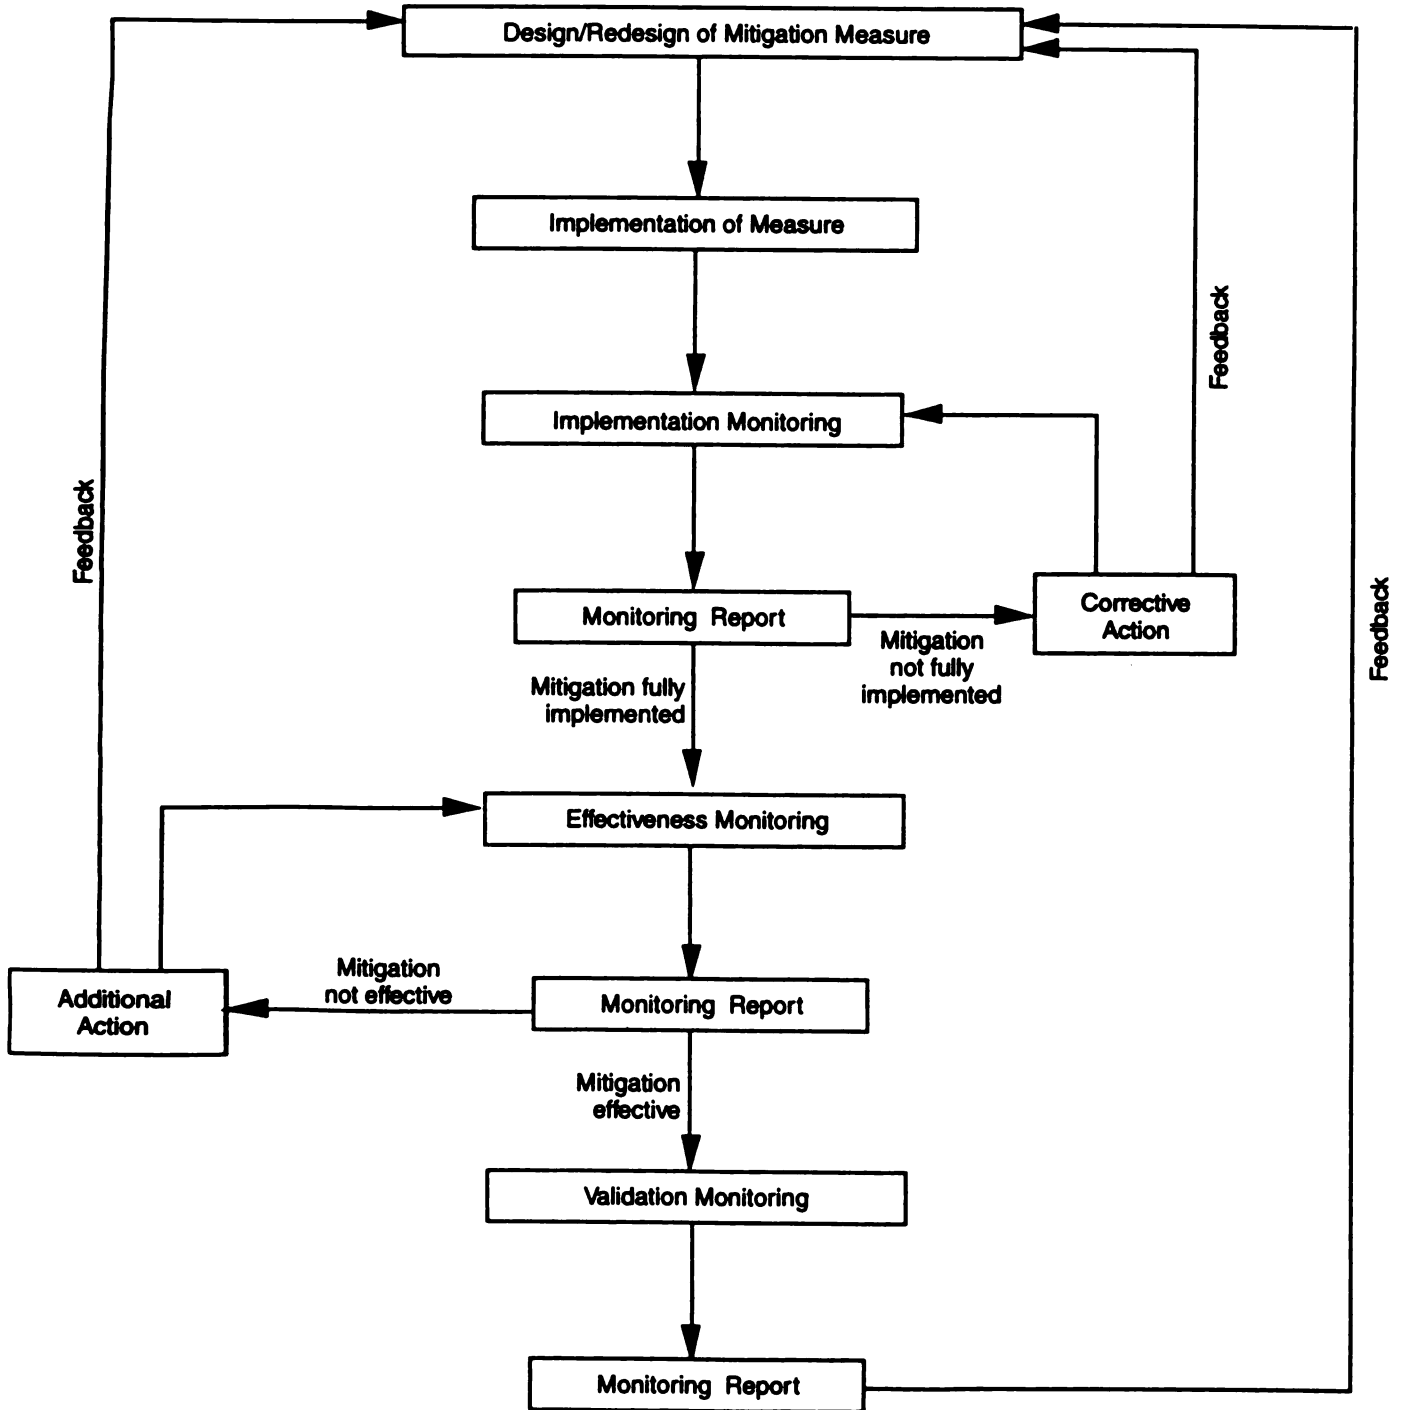 Design/Redesign of Mitigation Measure
Implementation of Measure
Feedback
Implementation Monitoring
Feedback
Monitoring Report
Corrective
Action
Mitigation
not fully
implemented
Feedback
Mitigation fully
implemented
Effectiveness Monitoring
Mitigation
not effective
Additional
Action
Monitoring Report
Mitigation
effective
Validation Monitoring
Monitoring Report